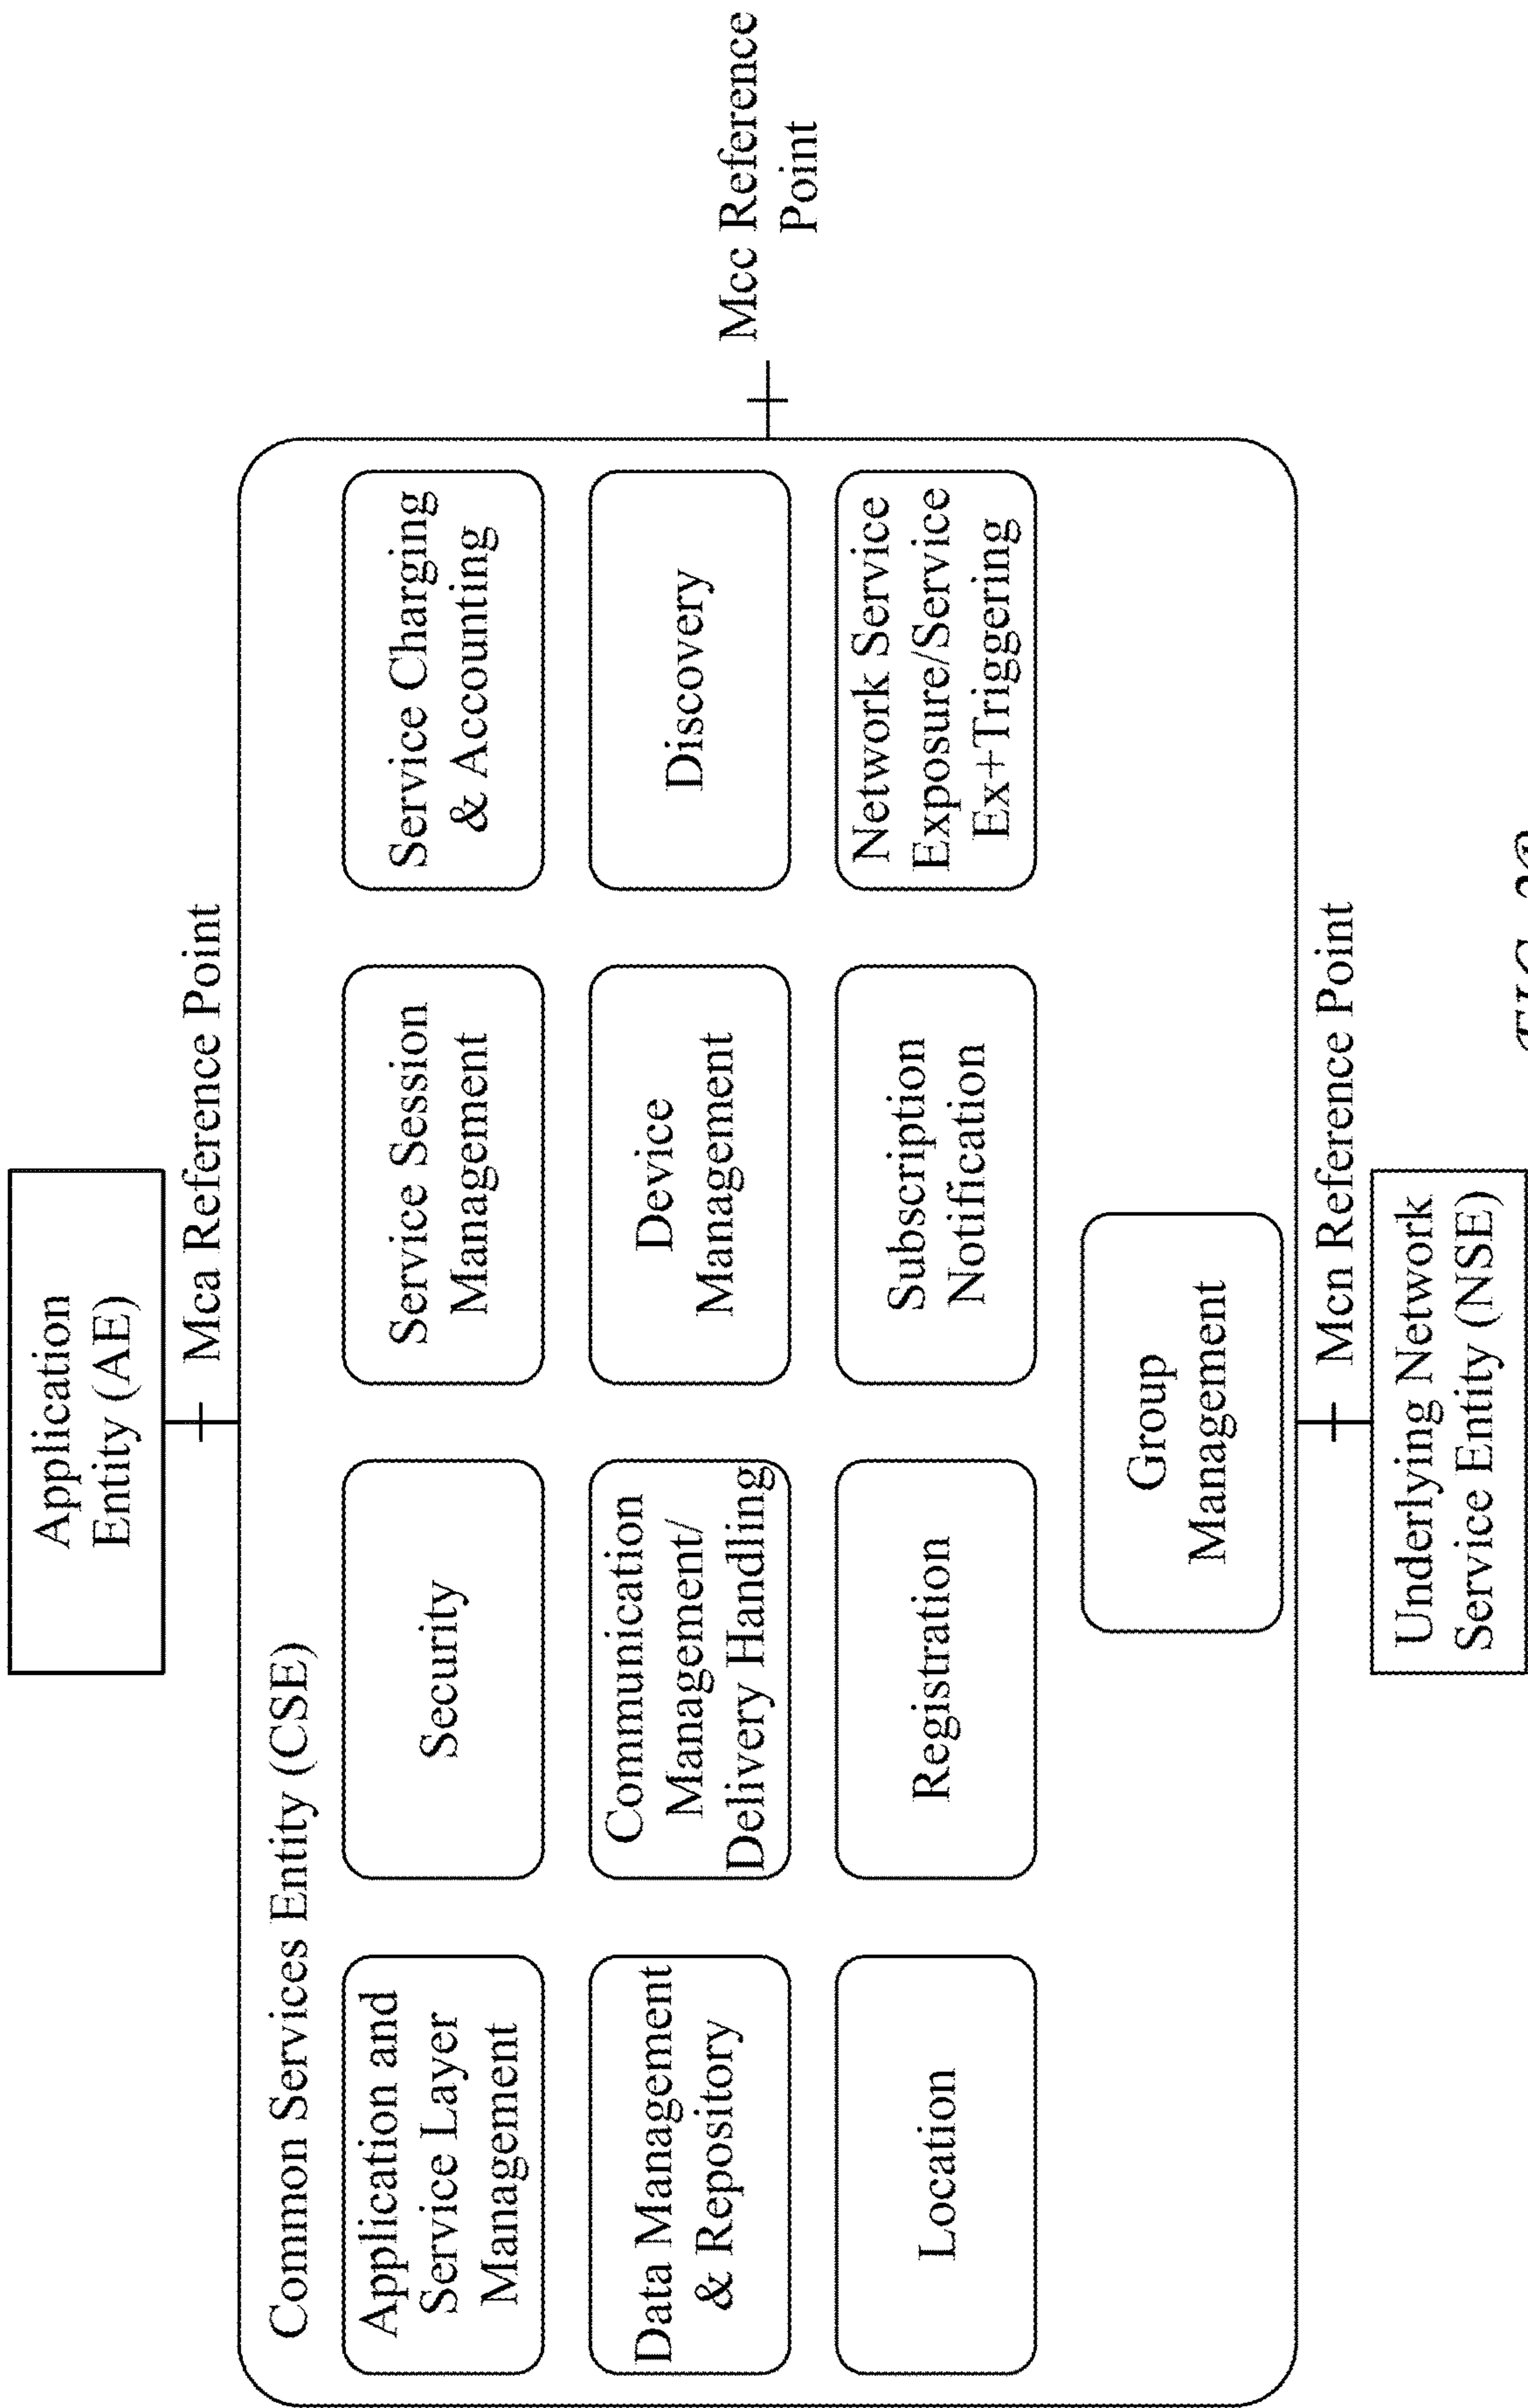 Application
Entity (AE)
Mca Reference Point
Common Services Entity (CSE)
Application and
Service Layer
Management
Security
Service Session
Management
Service Charging
& Accounting
Data Management
& Repository
Communication
Management/
Delivery Handling
Device
Management
Discovery
Mcc Reference
Point
Location
Registration
Subscription
Notification
Network Service
Exposure/Service
Ex+Triggering
Group
Management
Mcn Reference Point
Underlying Network
Service Entity (NSE)
FIG.